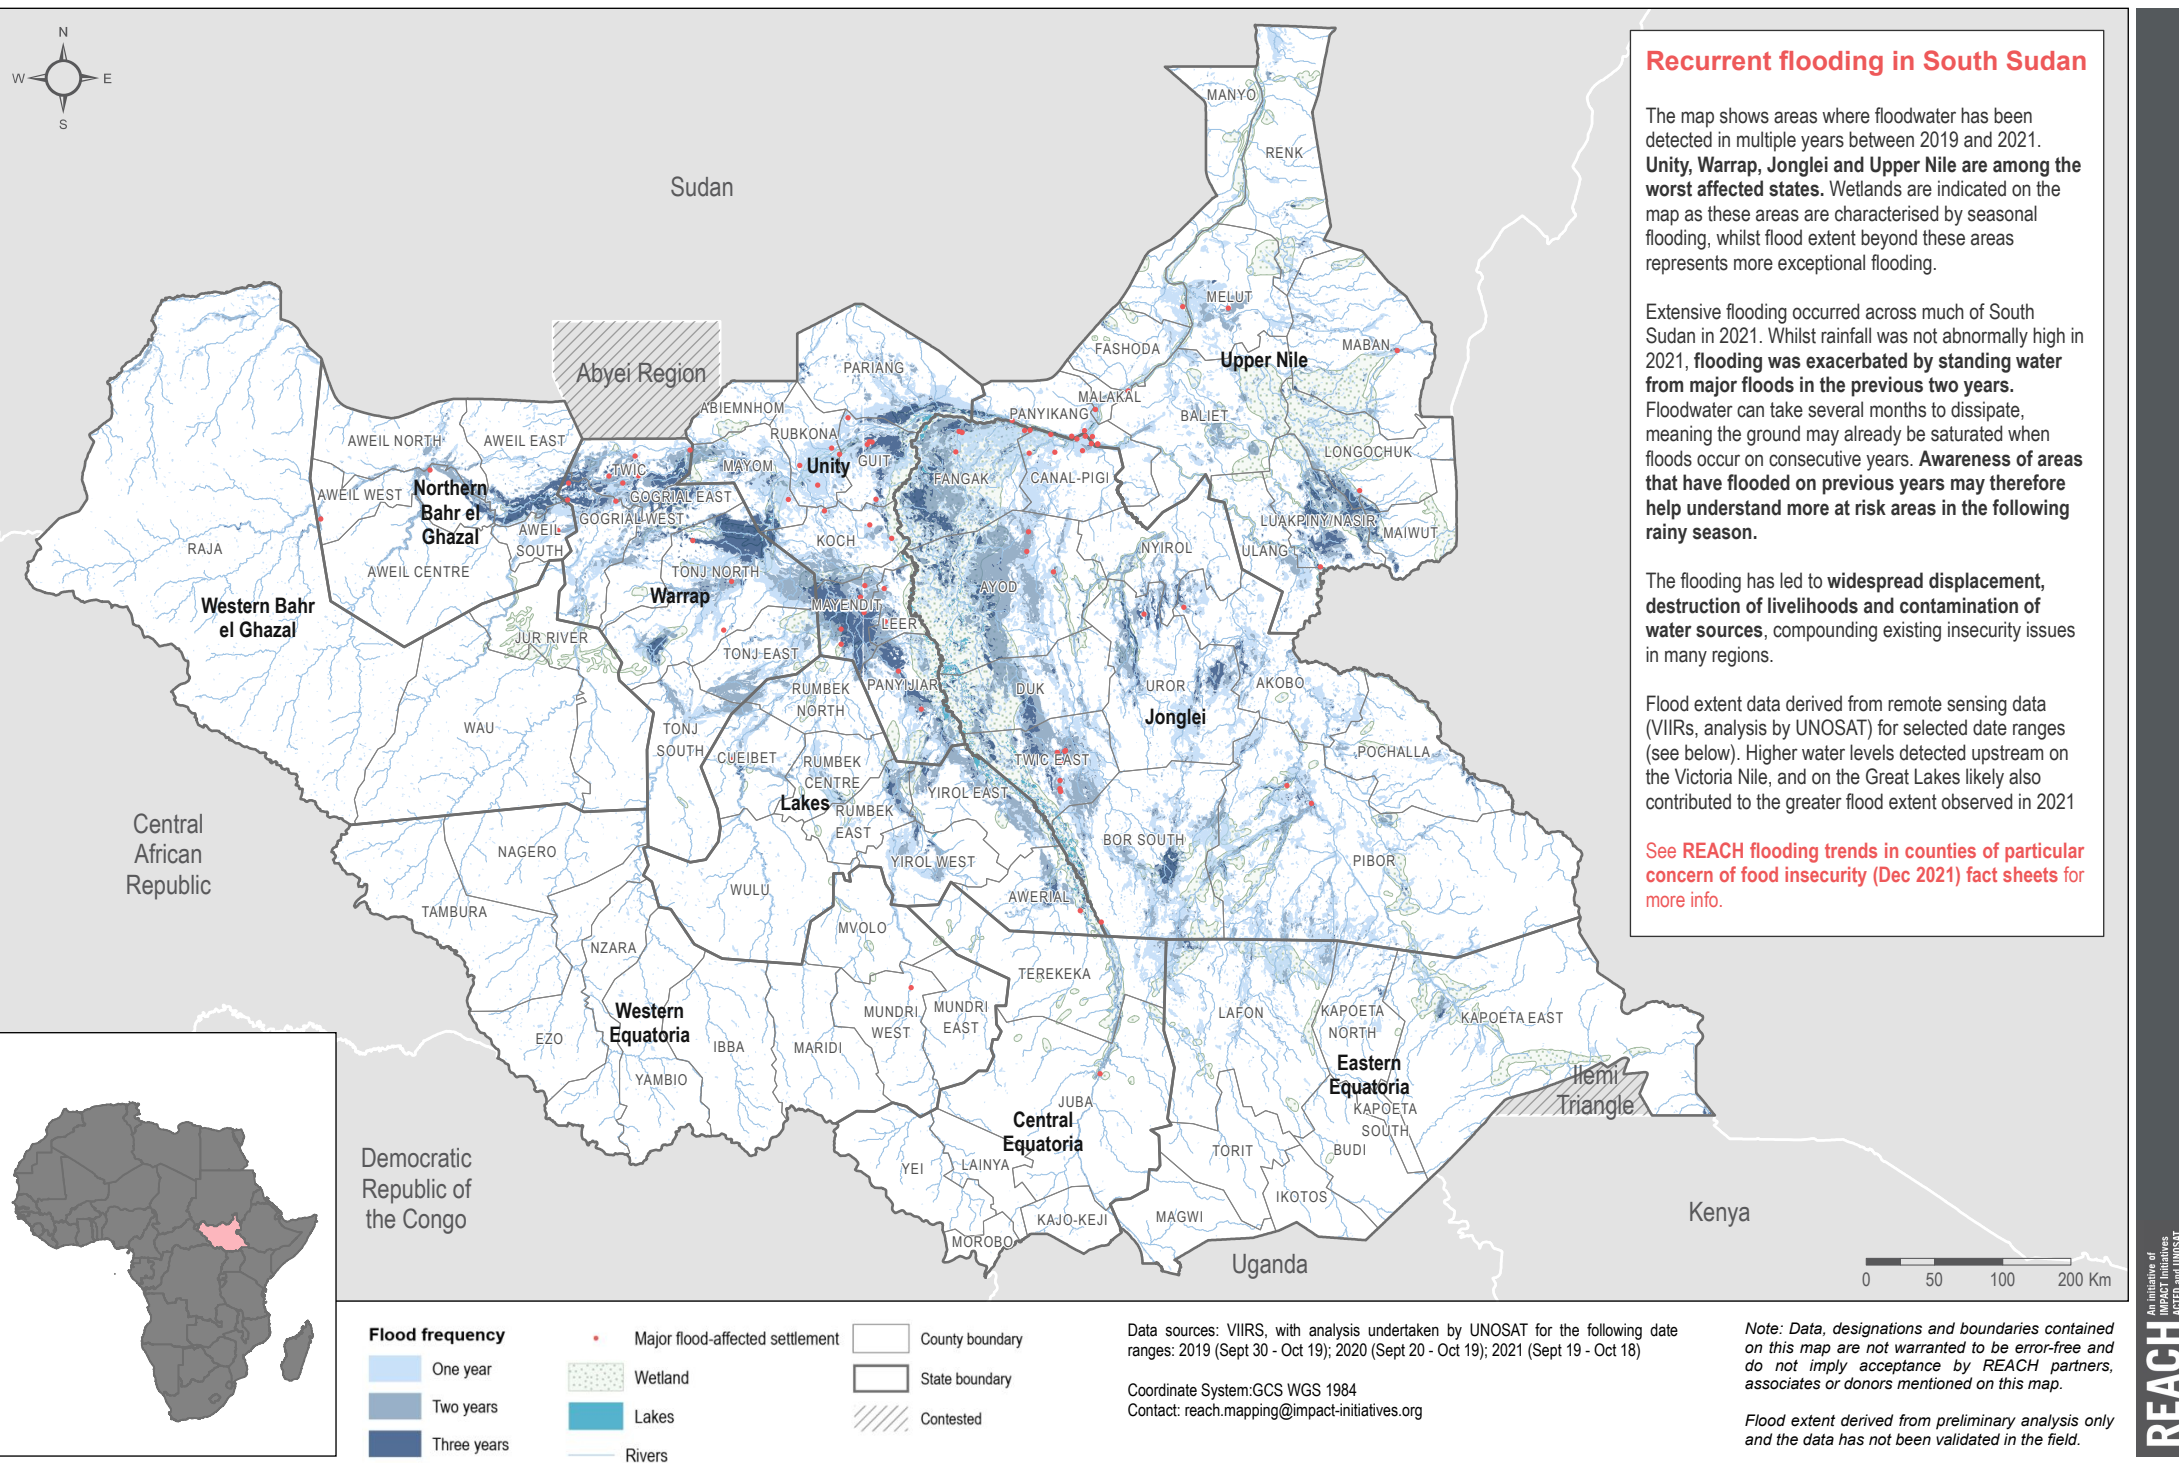 N
W E
S
Recurrent flooding in South Sudan
The map shows areas where floodwater has been
detected in multiple years between 2019 and 2021.
Unity, Warrap, Jonglei and Upper Nile are among the
worst affected states. Wetlands are indicated on the
map as these areas are characterised by seasonal
flooding, whilst flood extent beyond these areas
represents more exceptional flooding.
Extensive flooding occurred across much of South
Sudan in 2021. Whilst rainfall was not abnormally high in
2021, flooding was exacerbated by standing water
from major floods in the previous two years.
Floodwater can take several months to dissipate,
meaning the ground may already be saturated when
floods occur on consecutive years. Awareness of areas
that have flooded on previous years may therefore
help understand more at risk areas in the following
rainy season.
The flooding has led to widespread displacement,
destruction of livelihoods and contamination of
water sources, compounding existing insecurity issues
in many regions.
Flood extent data derived from remote sensing data
(VIIRs, analysis by UNOSAT) for selected date ranges
(see below). Higher water levels detected upstream on
the Victoria Nile, and on the Great Lakes likely also
contributed to the greater flood extent observed in 2021
See REACH flooding trends in counties of particular
concern of food insecurity (Dec 2021) fact sheets for
more info.
Sudan
MANYO
RENK
MELUT
FASHODA
Upper Nile
MABAN
Abyei Region
PARIANG
ABIEMNHOM
MALAKAL
PANYIKANG
BALIET
RUBKONA
AWEIL NORTH
AWEIL EAST
TWIC
MAYOM
Unity
GUIT
FANGAK
CANAL-PIGI
LONGOCHUK
AWEIL WEST
Northern
Bahr el
Ghazal
GOGRIAL EAST
GOGRIAL WEST
AWEIL
SOUTH
LUAKPINY/NASIR
MAIWUT
KOCH
NYIROL
ULANG
RAJA
AWEIL CENTRE
TONJ NORTH
Warrap
MAYENDIT
AYOD
Western Bahr
el Ghazal
JUR RIVER
LEER
TONJ EAST
PANYIJIAR
RUMBEK
NORTH
DUK
UROR
AKOBO
Jonglei
WAU
TONJ
SOUTH
CUEIBET
RUMBEK
CENTRE
TWIC EAST
POCHALLA
Lakes
RUMBEK
EAST
YIROL EAST
Central
African
Republic
NAGERO
BOR SOUTH
YIROL WEST
PIBOR
WULU
AWERIAL
TAMBURA
MVOLO
NZARA
TEREKEKA
Western
Equatoria
MUNDRI
WEST
MUNDRI
EAST
LAFON
KAPOETA
NORTH
KAPOETA EAST
EZO
IBBA
MARIDI
Eastern
Equatoria
YAMBIO
Ilemi
Triangle
JUBA
Central
Equatoria
KAPOETA
SOUTH
Democratic
Republic of
the Congo
YEI
LAINYA
TORIT
BUDI
IKOTOS
KAJO-KEJI
MAGWI
MOROBO
Kenya
Uganda
0 50 100 200 Km
Flood frequency
One year
Two years
Three years
Major flood-affected settlement
Wetland
Lakes
Rivers
County boundary
State boundary
Contested
Data sources: VIIRS, with analysis undertaken by UNOSAT for the following date
ranges: 2019 (Sept 30 - Oct 19); 2020 (Sept 20 - Oct 19); 2021 (Sept 19 - Oct 18)
Coordinate System:GCS WGS 1984
Contact: reach.mapping@impact-initiatives.org
Note: Data, designations and boundaries contained
on this map are not warranted to be error-free and
do not imply acceptance by REACH partners,
associates or donors mentioned on this map.
Flood extent derived from preliminary analysis only
and the data has not been validated in the field.
REACH
An initiative of
IMPACT Initiatives
ACTED and UNOSAT